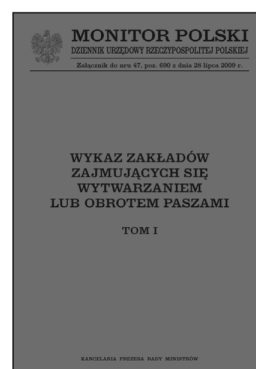 MONITOR POLSKI
DZIENNIK URZĘDOWY RZECZYPOSPOLITEJ POLSKIEJ
Załącznik do nru 47, poz. 690 z dnia 28 lipca 2009 r.
WYKAZ ZAKŁADÓW
ZAJMUJĄCYCH SIĘ
WYTWARZANIEM
LUB OBROTEM PASZAMI
TOM I
KANCELARIA PREZESA RADY MINISTRÓW